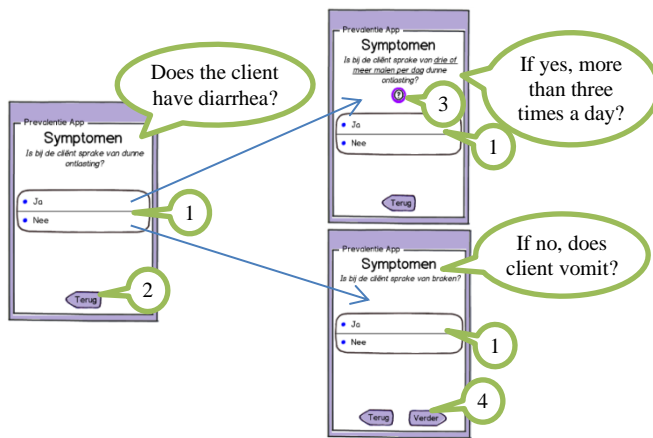 Does the client
have diarrhea?
Prevalentie App
Symptomen
Is bij de cliënt sprake van dunne
ontlasting?
Ja
Nee
1
Terug
2
Prevalentie App
Symptomen
Is bij de cliënt sprake van drie of
meer malen per dag dunne
ontlasting?
?
3
Ja
Nee
1
Terug
If yes, more
than three
times a day?
Prevalentie App
Symptomen
Is bij de cliënt sprake van braken?
Ja
Nee
1
Terug
Verder
4
If no, does
client vomit?